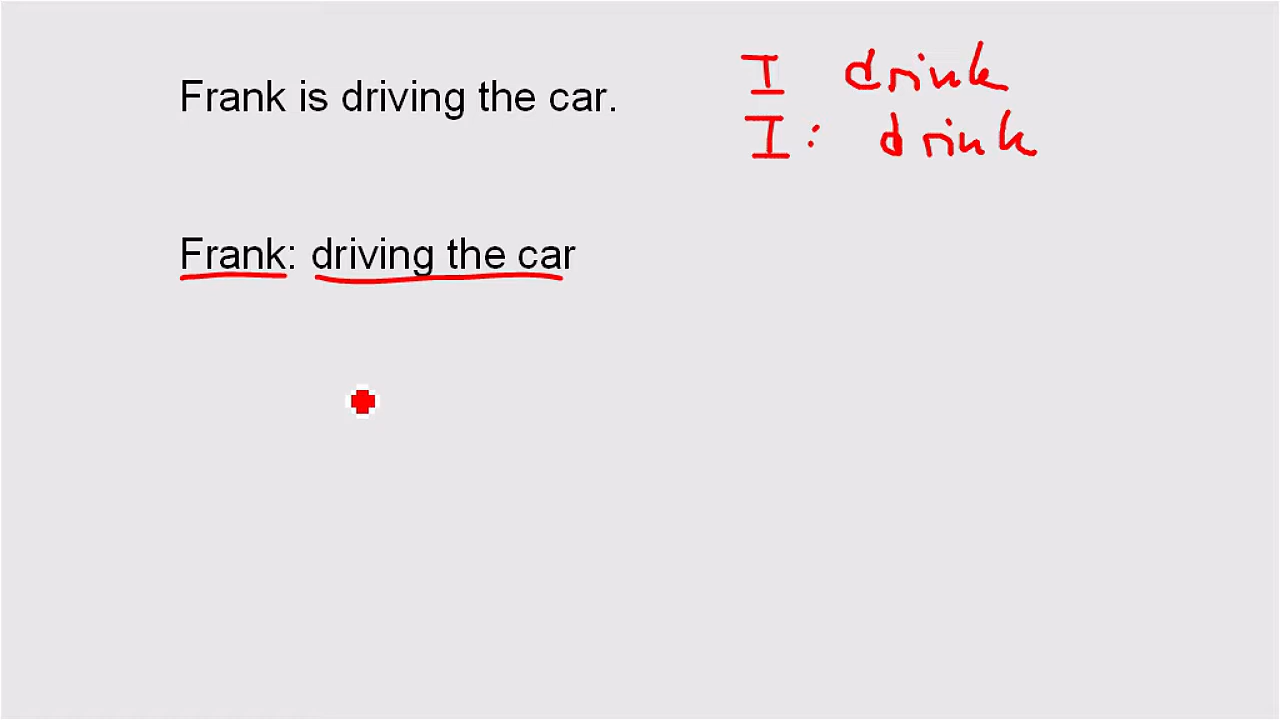 Frank is driving the car.
I drink
I: drink
Frank: driving the car